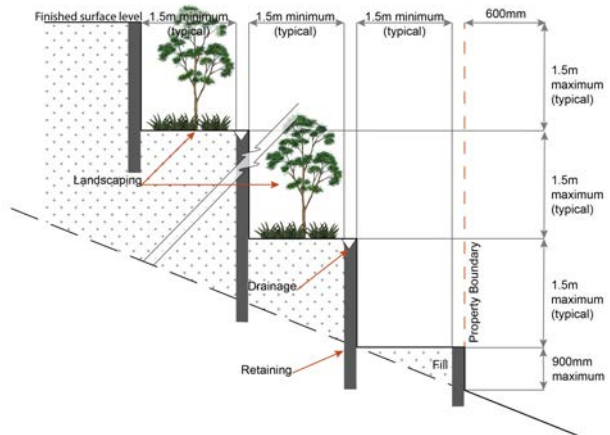 Finished surface level
1.5m minimum
(typical)
1.5m minimum
(typical)
1.5m minimum
(typical)
600mm
1.5m
maximum
(typical)
Landscaping
1.5m
maximum
(typical)
Drainage
Property Boundary
1.5m
maximum
(typical)
Retaining
Fill
900mm
maximum